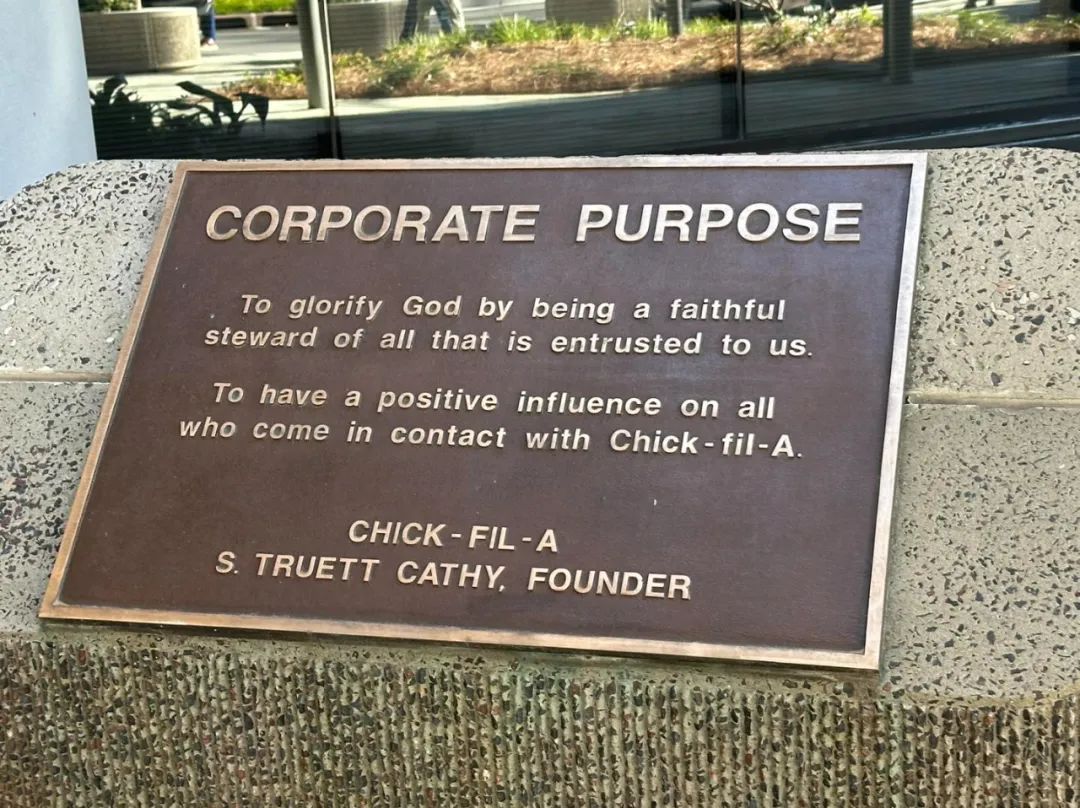 CORPORATE PURPOSE
To glorify God by being a faithful
steward of all that is entrusted to us.
To have a positive influence on all
who come in contact with Chick-fil-A.
CHICK-FIL-A
S. TRUETT CATHY, FOUNDER